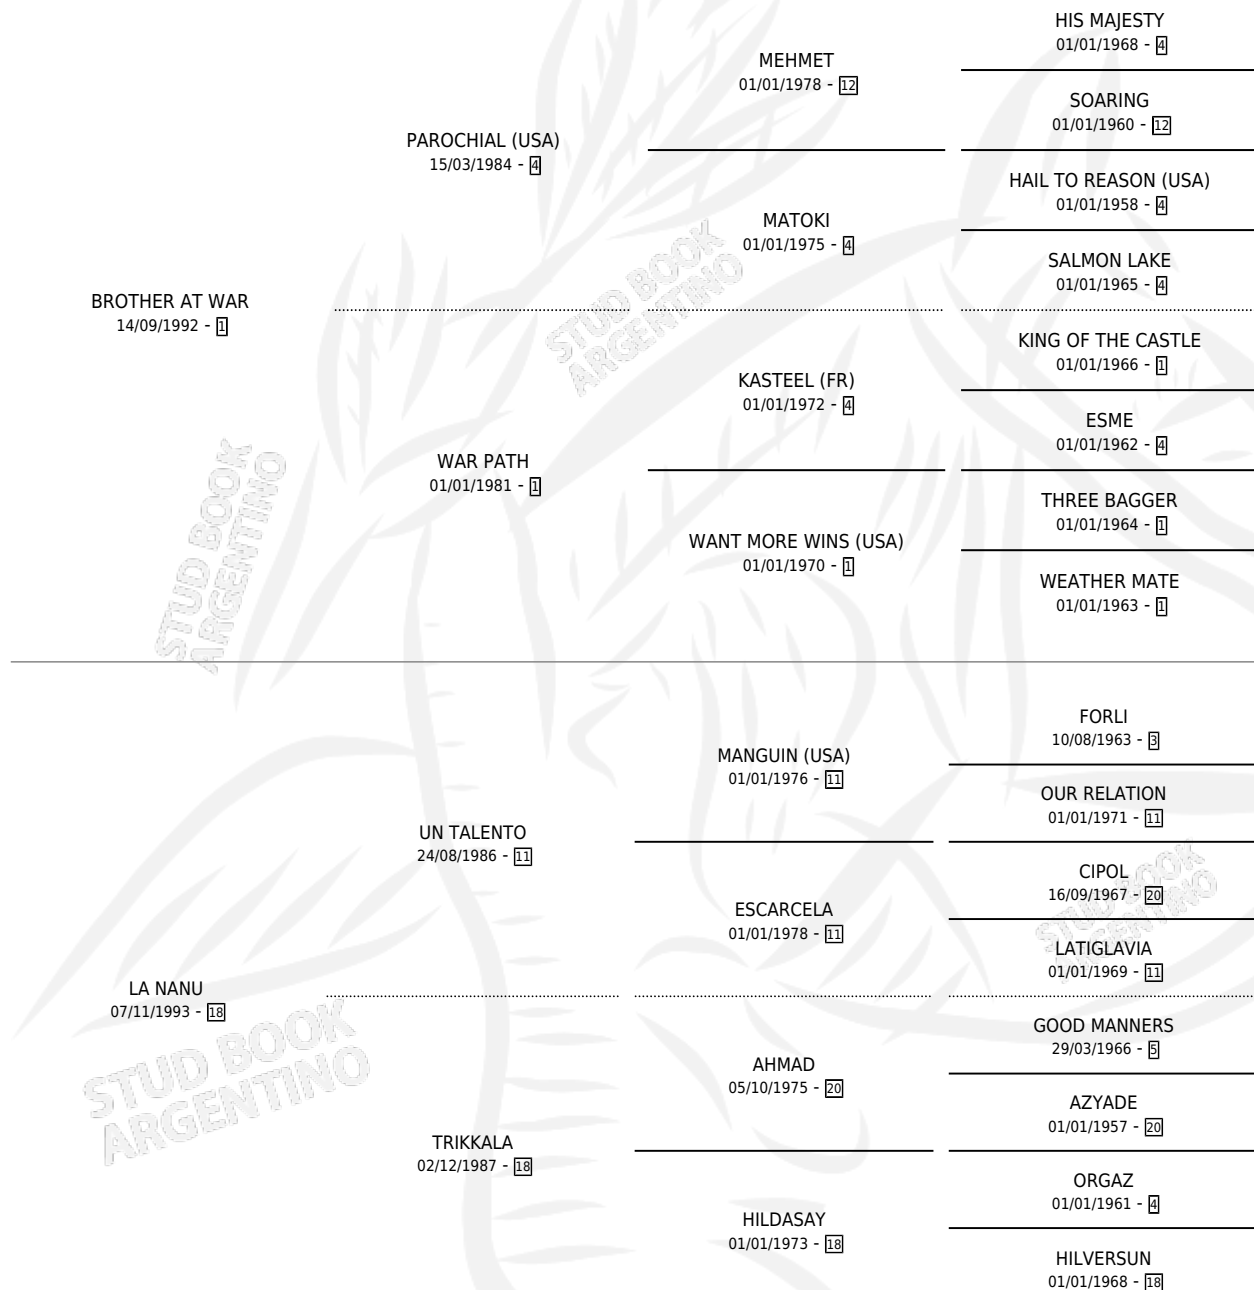 HIS MAJESTY
01/01/1968 - 4
MEHMET
01/01/1978 - 12
SOARING
01/01/1960 - 12
PAROCHIAL (USA)
15/03/1984 - 4
HAIL TO REASON (USA)
01/01/1958 - 4
MATOKI
01/01/1975 - 4
SALMON LAKE
01/01/1965 - 4
BROTHER AT WAR
14/09/1992 - 1
KING OF THE CASTLE
01/01/1966 - 1
KASTEEL (FR)
01/01/1972 - 4
ESME
01/01/1962 - 4
WAR PATH
01/01/1981 - 1
THREE BAGGER
01/01/1964 - 1
WANT MORE WINS (USA)
01/01/1970 - 1
WEATHER MATE
01/01/1963 - 1
FORLI
10/08/1963 - 3
MANGUIN (USA)
01/01/1976 - 11
OUR RELATION
01/01/1971 - 11
UN TALENTO
24/08/1986 - 11
CIPOL
16/09/1967 - 20
ESCARCELA
01/01/1978 - 11
LATIGLAVIA
01/01/1969 - 11
LA NANU
07/11/1993 - 18
GOOD MANNERS
29/03/1966 - 5
AHMAD
05/10/1975 - 20
AZYADE
01/01/1957 - 20
TRIKKALA
02/12/1987 - 18
ORGAZ
01/01/1961 - 4
HILDASAY
01/01/1973 - 18
HILVERSUN
01/01/1968 - 18
STUD BOOK
ARGENTINO
STUD BOOK
ARGENTINO
STUD BOOK
ARGENTINO
STUD BOOK
ARGENTINO